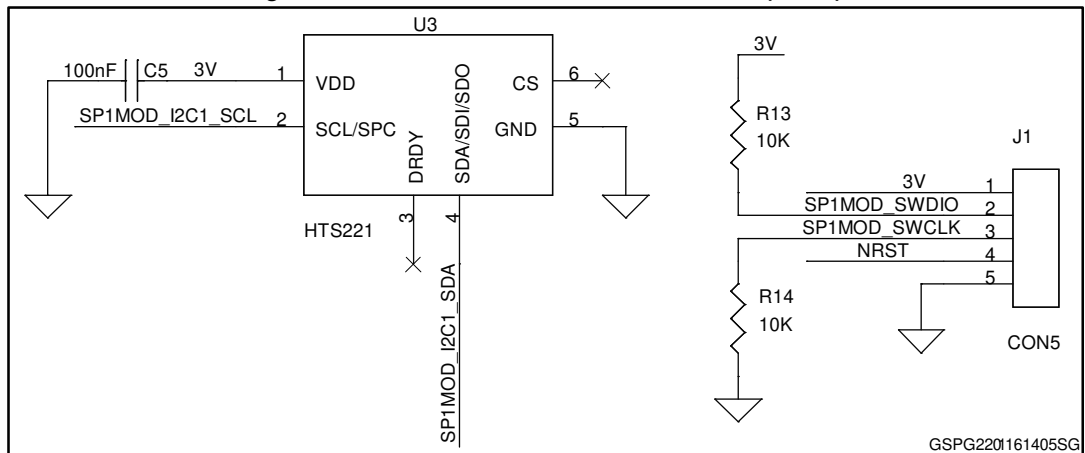 U3
100nF C5 3V 1 VDD
CS 6
SP1MOD_I2C1_SCL 2 SCL/SPC
GND 5
DRDY
SDA/SDI/SDO
3
4
HTS221
SP1MOD_I2C1_SDA
3V
R13
10K
J1
3V 1
SP1MOD_SWDIO 2
SP1MOD_SWCLK 3
NRST 4
5
R14
10K
CON5
GSPG2201161405SG